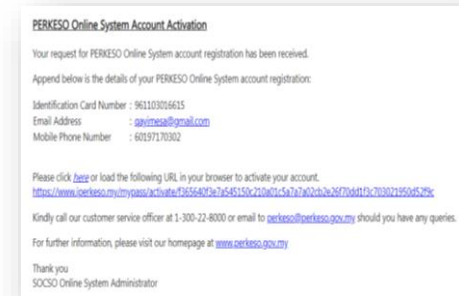 PERKESO Online System Account Activation
Your request for PERKESO Online System account registration has been received.
Append below is the details of your PERKESO Online System account registration:
Identification Card Number : 961103016615
Email Address : qayimesa@gmail.com
Mobile Phone Number : 60197170302
Please click here or load the following URL in your browser to activate your account.
https://www.iperkeso.my/mypass/activate/f365640f3e7a545150c210a01c5a7a7a02cb2e26f70dd1f3c703021950d52f9c
Kindly call our customer service officer at 1-300-22-8000 or email to perkeso@perkeso.gov.my should you have any queries.
For further information, please visit our homepage at www.perkeso.gov.my
Thank you
SOCSO Online System Administrator